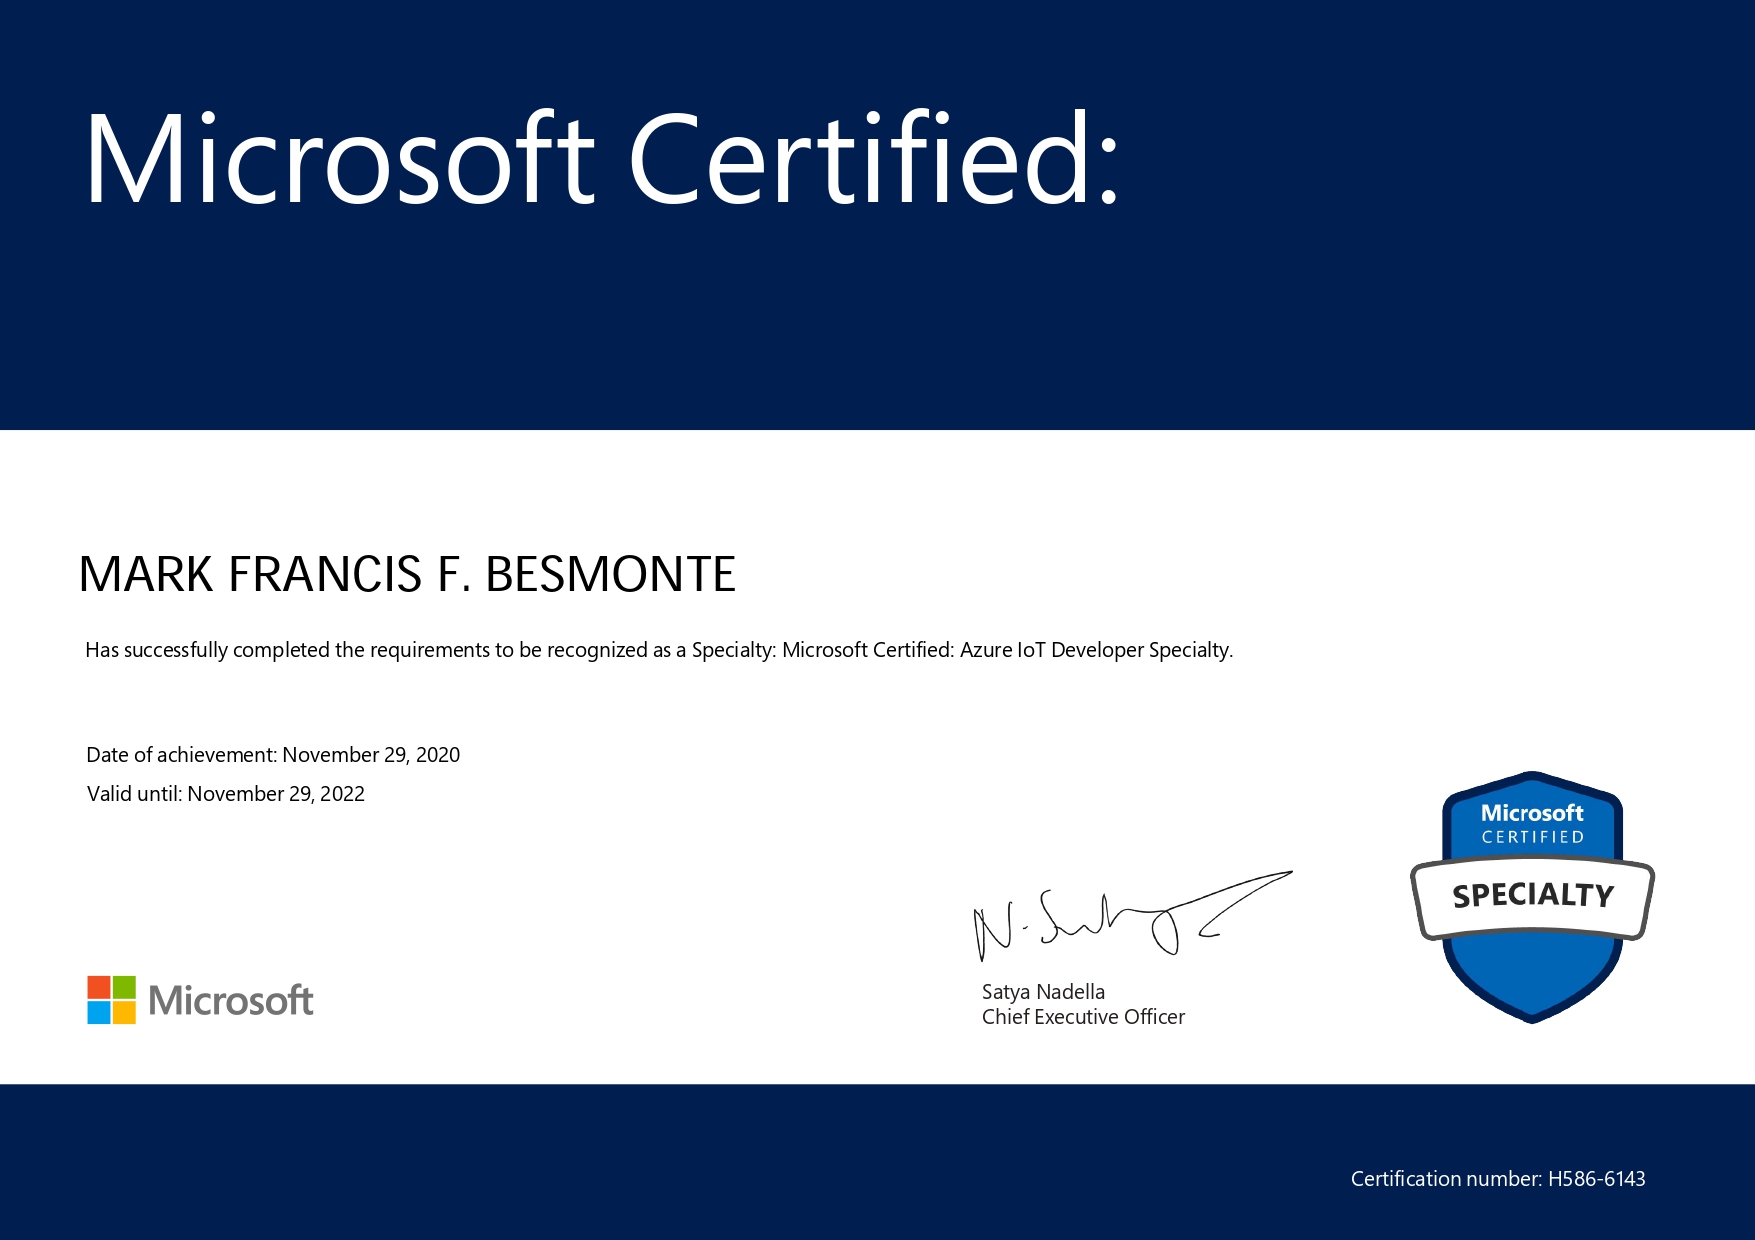 Microsoft Certified:
MARK FRANCIS F. BESMONTE
Has successfully completed the requirements to be recognized as a Specialty: Microsoft Certified: Azure IoT Developer Specialty.
Date of achievement: November 29, 2020
Valid until: November 29, 2022
Microsoft
CERTIFIED
SPECIALTY
Microsoft
Satya Nadella
Chief Executive Officer
Certification number: H586-6143